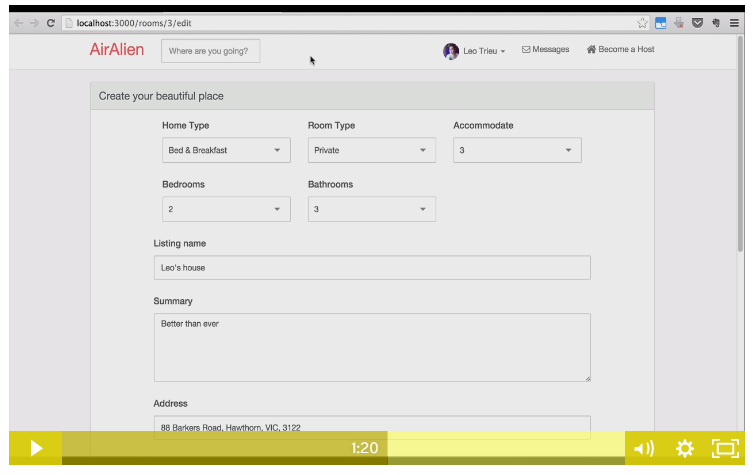 localhost:3000/rooms/3/edit
AirAlien Where are you going? Leo Trieu Messages Become a Host
Create your beautiful place
Home Type Room Type Accommodate
Bed & Breakfast Private 3
Bedrooms Bathrooms
2 3
Listing name
Leo's house
Summary
Better than ever
Address
88 Barkers Road, Hawthorn, VIC, 3122
1:20